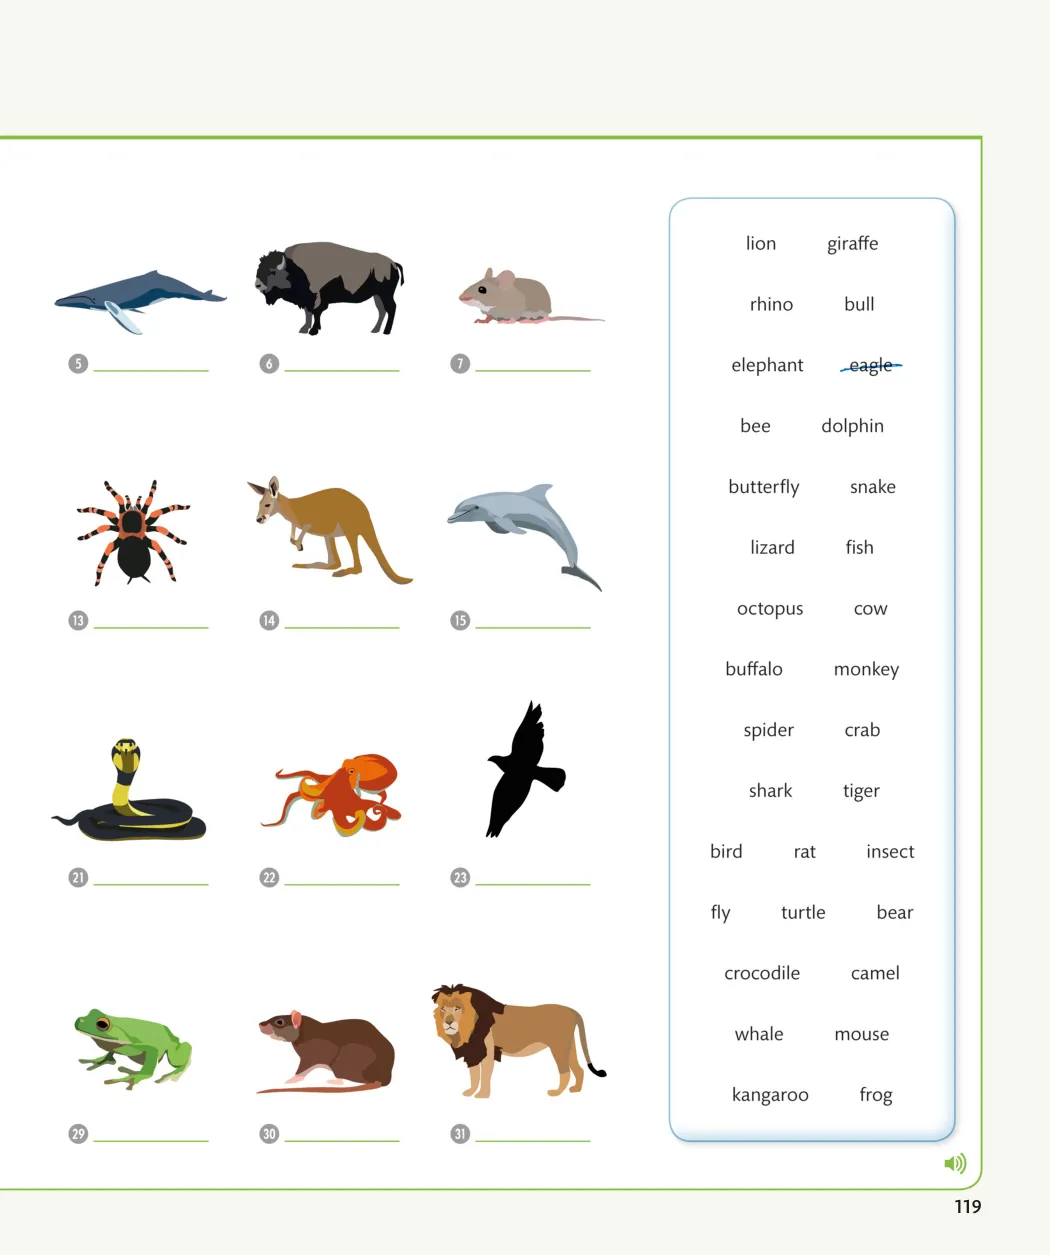 5 6 7
13 14 15
21 22 23
29 30 31
lion giraffe
rhino bull
elephant eagle
bee dolphin
butterfly snake
lizard fish
octopus cow
buffalo monkey
spider crab
shark tiger
bird rat insect
fly turtle bear
crocodile camel
whale mouse
kangaroo frog
119